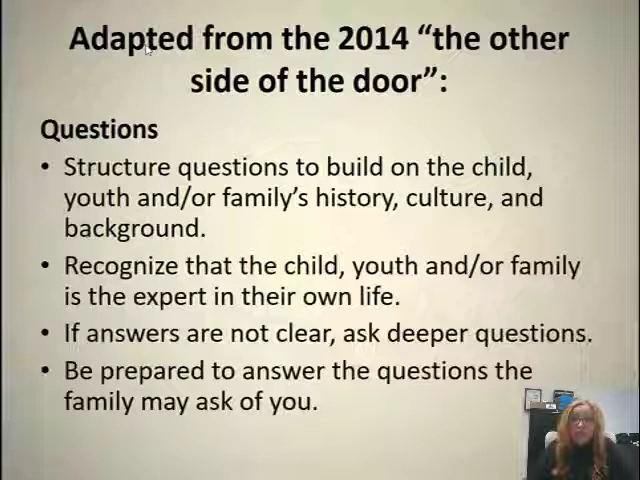 Adapted from the 2014 “the other
side of the door”:
Questions
• Structure questions to build on the child,
youth and/or family’s history, culture, and
background.
• Recognize that the child, youth and/or family
is the expert in their own life.
• If answers are not clear, ask deeper questions.
• Be prepared to answer the questions the
family may ask of you.